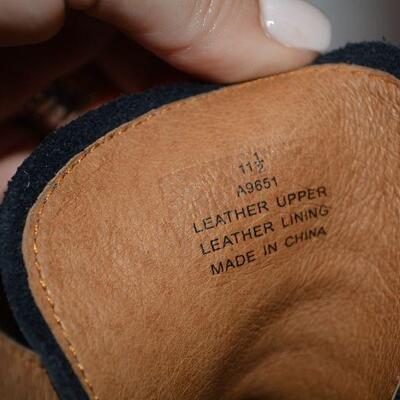 11½
A9651
LEATHER UPPER
LEATHER LINING
MADE IN CHINA